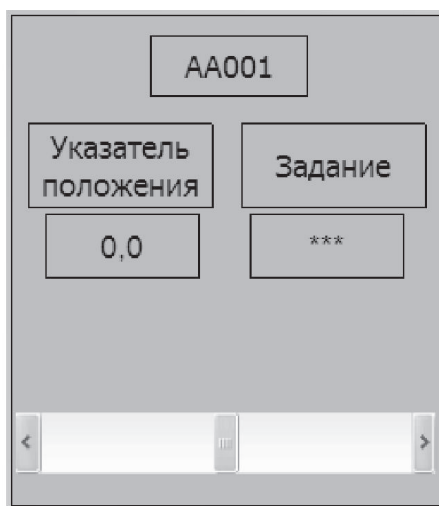 AA001
Указатель
положения
Задание
0,0
***